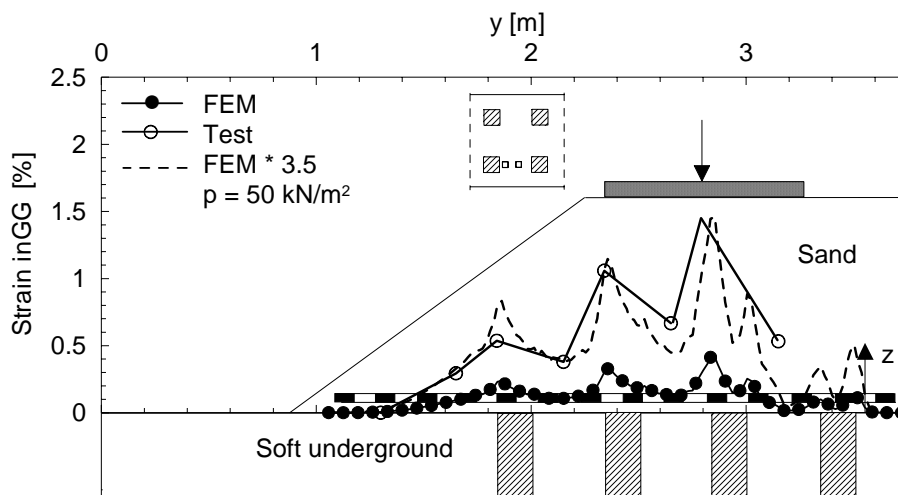 y [m]
0 1 2 3
2.5
2
1.5
1
0.5
0
Strain inGG [%]
FEM
Test
FEM * 3.5
p = 50 kN/m²
Sand
z
Soft underground